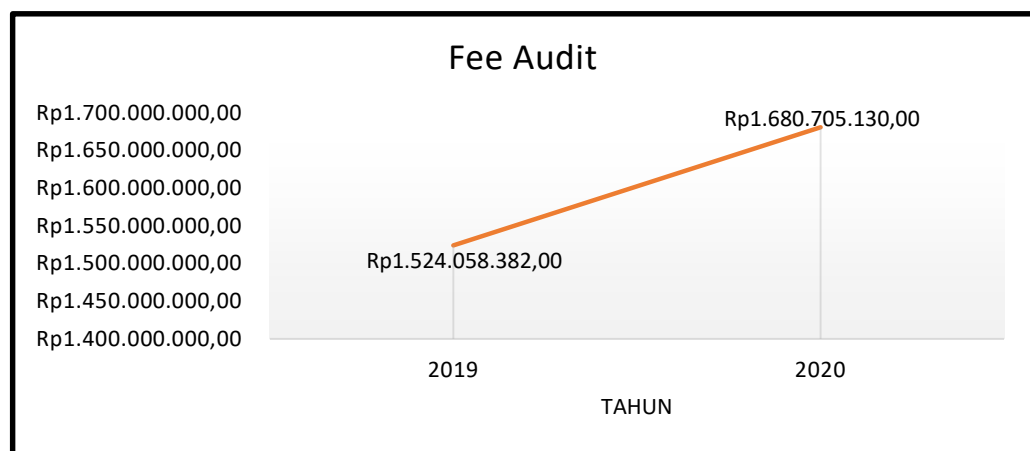 Fee Audit
Rp1.700.000.000,00
Rp1.680.705.130,00
Rp1.650.000.000,00
Rp1.600.000.000,00
Rp1.550.000.000,00
Rp1.500.000.000,00
Rp1.524.058.382,00
Rp1.450.000.000,00
Rp1.400.000.000,00
2019
2020
TAHUN